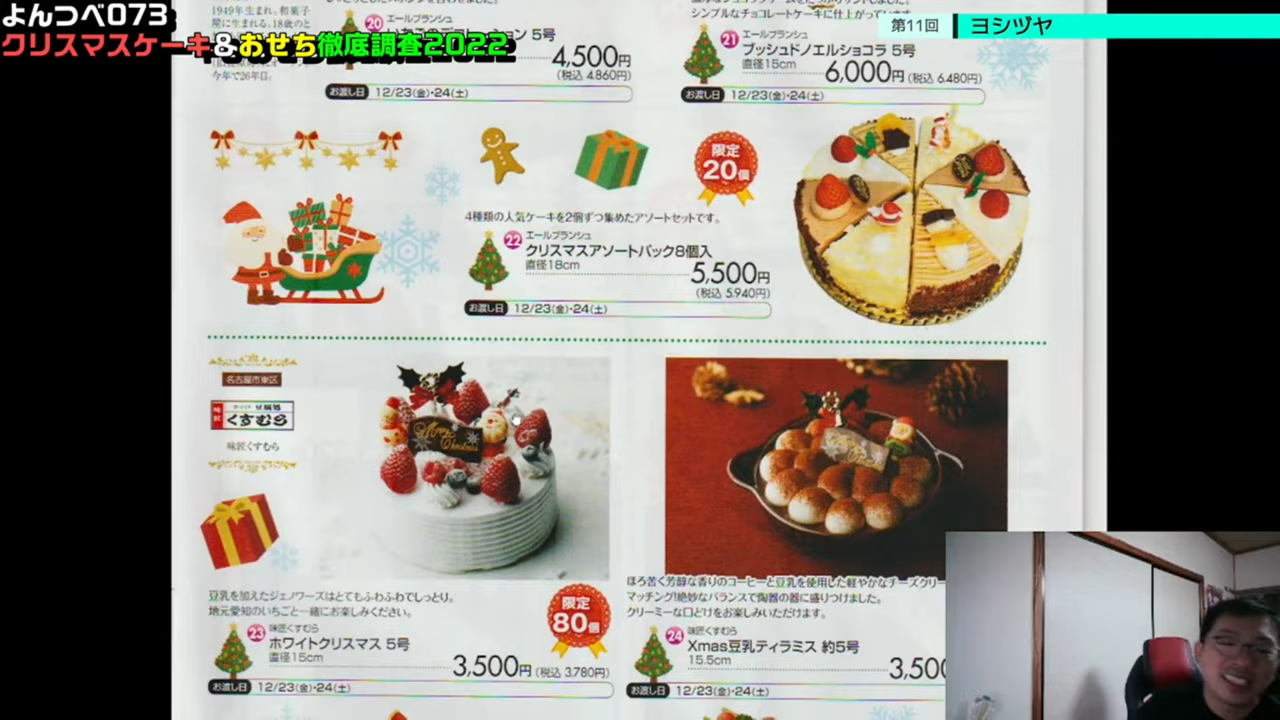 よんつべ073
クリスマスケーキ&おせち徹底調査2022
第11回 ヨシヅヤ
1949年生まれ。和菓子
屋に生まれる。18歳のと
今年で26年目。
20 エールブランシュ
ン 5号
4,500円
(税込 4,860円)
お渡し日 12/23(金)・24(土)
シンプルなチョコレートケーキに仕上がってい
21 エールブランシュ
ブッシュドノエルショコラ 5号
直径15cm
6,000円 (税込 6,480円)
お渡し日 12/23(金)・24(土)
限定
20個
4種類の人気ケーキを2個ずつ集めたアソートセットです。
22 エールブランシュ
クリスマスアソートパック8個入
直径18cm
5,500円
(税込 5,940円)
お渡し日 12/23(金)・24(土)
名古屋市東区
くすむら
味匠くすむら
Merry Christmas
豆乳を加えたジェノワーズはとてもふわふわでしっとり。
地元愛知のいちごと一緒にお楽しみください。
限定
80個
23 味匠くすむら
ホワイトクリスマス 5号
直径15cm
3,500円 (税込 3,780円)
お渡し日 12/23(金)・24(土)
ほろ苦く芳醇な香りのコーヒーと豆乳を使用した軽やかなチーズクリー
マッチング!絶妙なバランスで陶器の器に盛りつけました。
クリーミーな口どけをお楽しみいただけます。
24 味匠くすむら
Xmas豆乳ティラミス 約5号
15.5cm
3,500
お渡し日 12/23(金)・24(土)